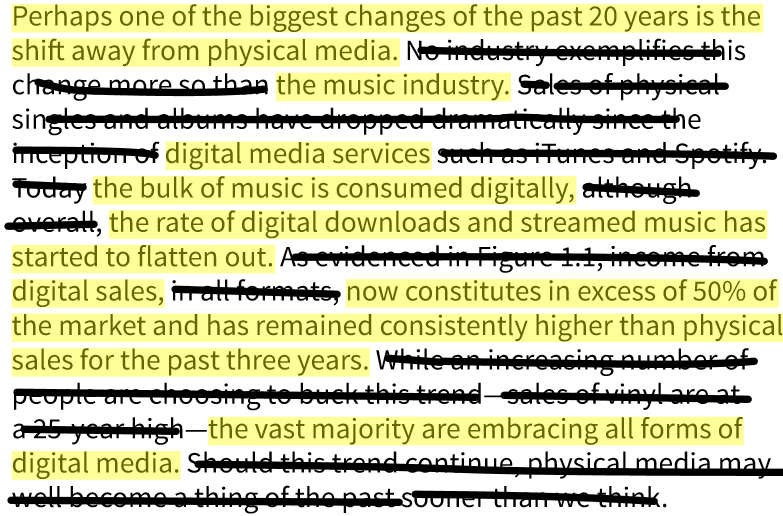 Perhaps one of the biggest changes of the past 20 years is the
shift away from physical media. No industry exemplifies this
change more so than the music industry. Sales of physical
singles and albums have dropped dramatically since the
inception of digital media services such as iTunes and Spotify.
Today the bulk of music is consumed digitally, although
overall, the rate of digital downloads and streamed music has
started to flatten out. As evidenced in Figure 1.1, income from
digital sales, in all formats, now constitutes in excess of 50% of
the market and has remained consistently higher than physical
sales for the past three years. While an increasing number of
people are choosing to buck this trend—sales of vinyl are at
a 25-year high—the vast majority are embracing all forms of
digital media. Should this trend continue, physical media may
well become a thing of the past sooner than we think.